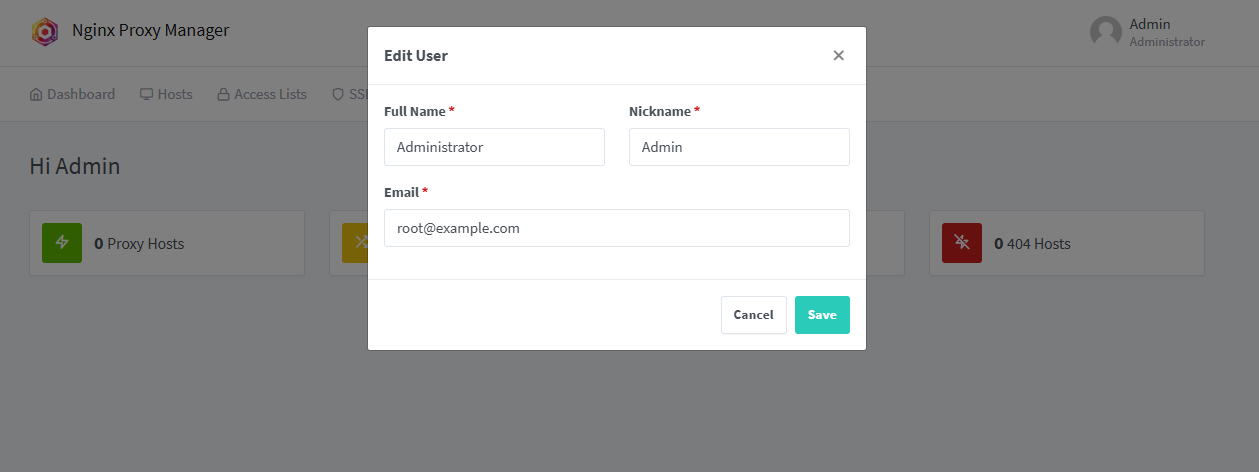 Nginx Proxy Manager
Admin
Administrator
Dashboard Hosts Access Lists SSL
Hi Admin
0 Proxy Hosts
0 404 Hosts
Edit User ×
Full Name * Nickname *
Administrator Admin
Email *
root@example.com
Cancel Save